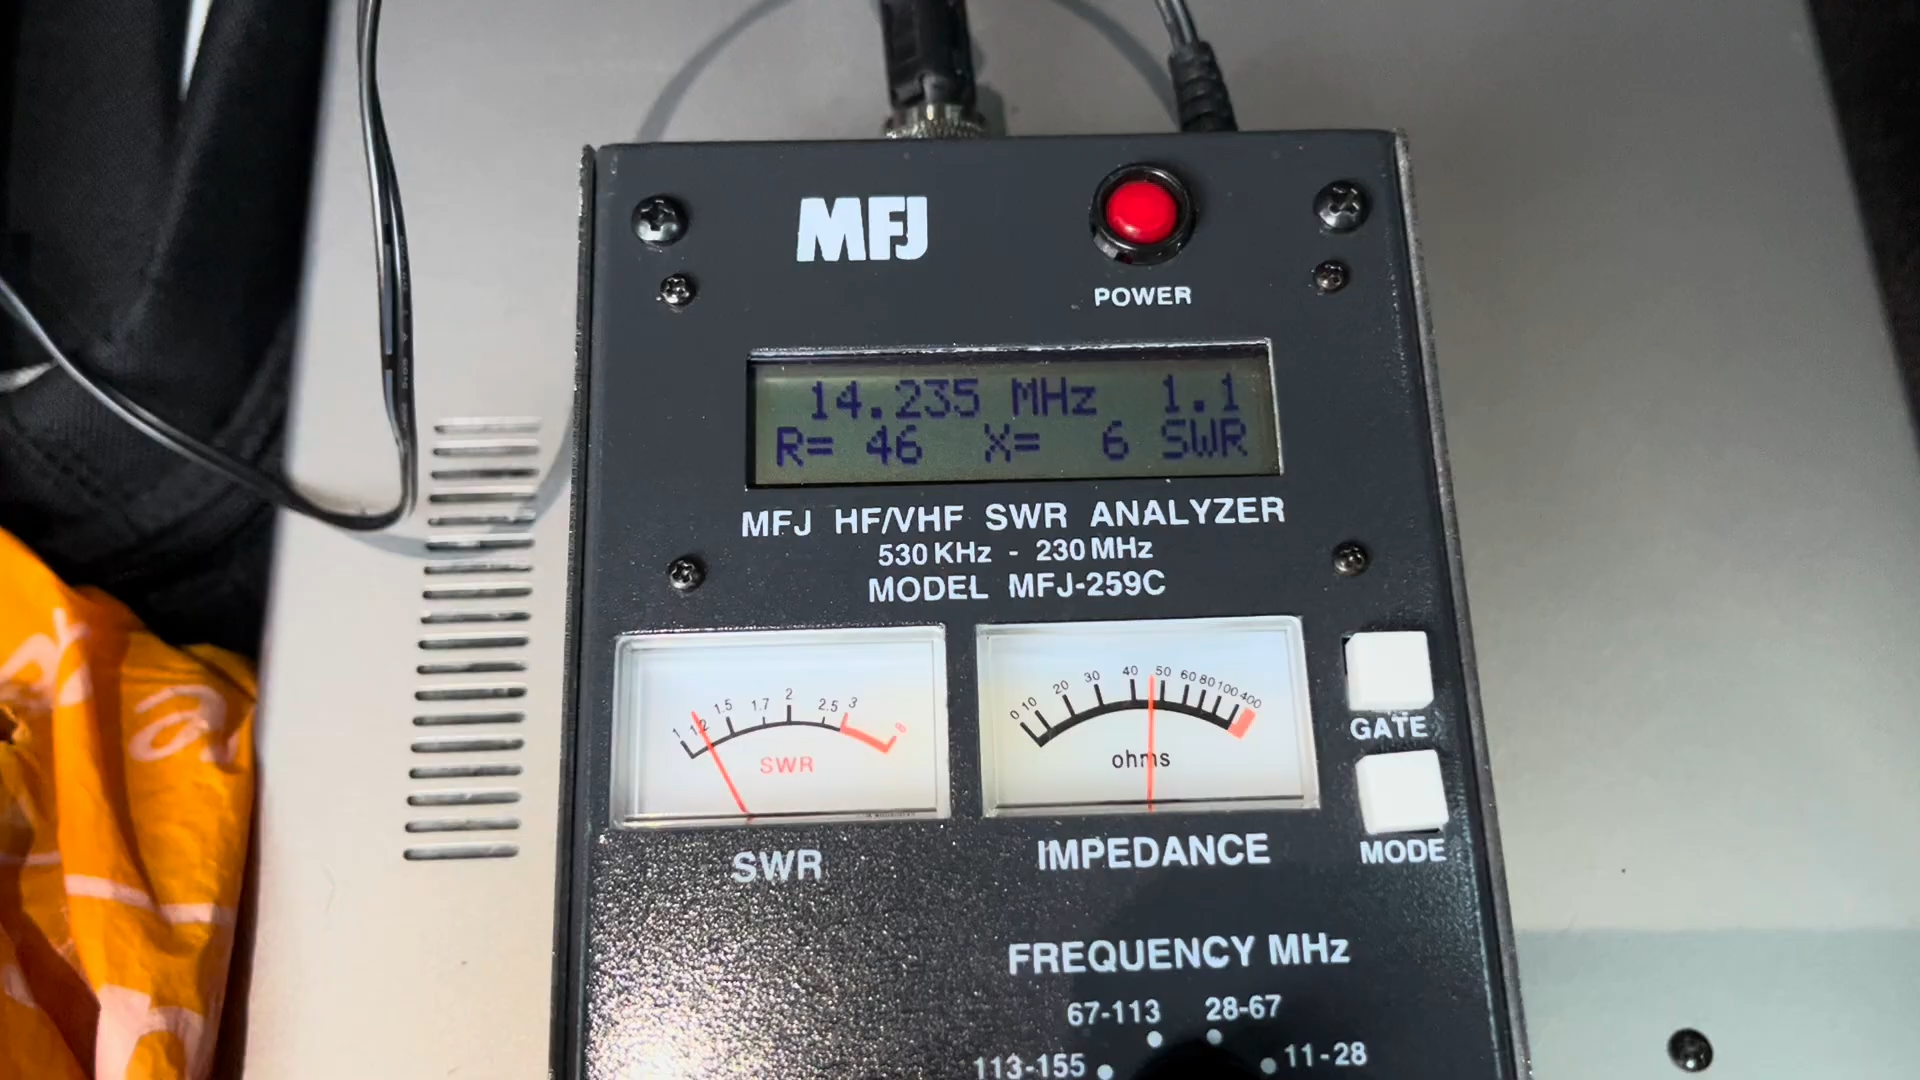 MFJ
POWER
14.235 MHz 1.1
R= 46 X= 6 SWR
MFJ HF/VHF SWR ANALYZER
530 KHz - 230 MHz
MODEL MFJ-259C
1 1.2 1.5 1.7 2 2.5 3 ∞
SWR
0 10 20 30 40 50 60 80 100 400
ohms
GATE
MODE
SWR
IMPEDANCE
FREQUENCY MHz
67-113 28-67
113-155 11-28